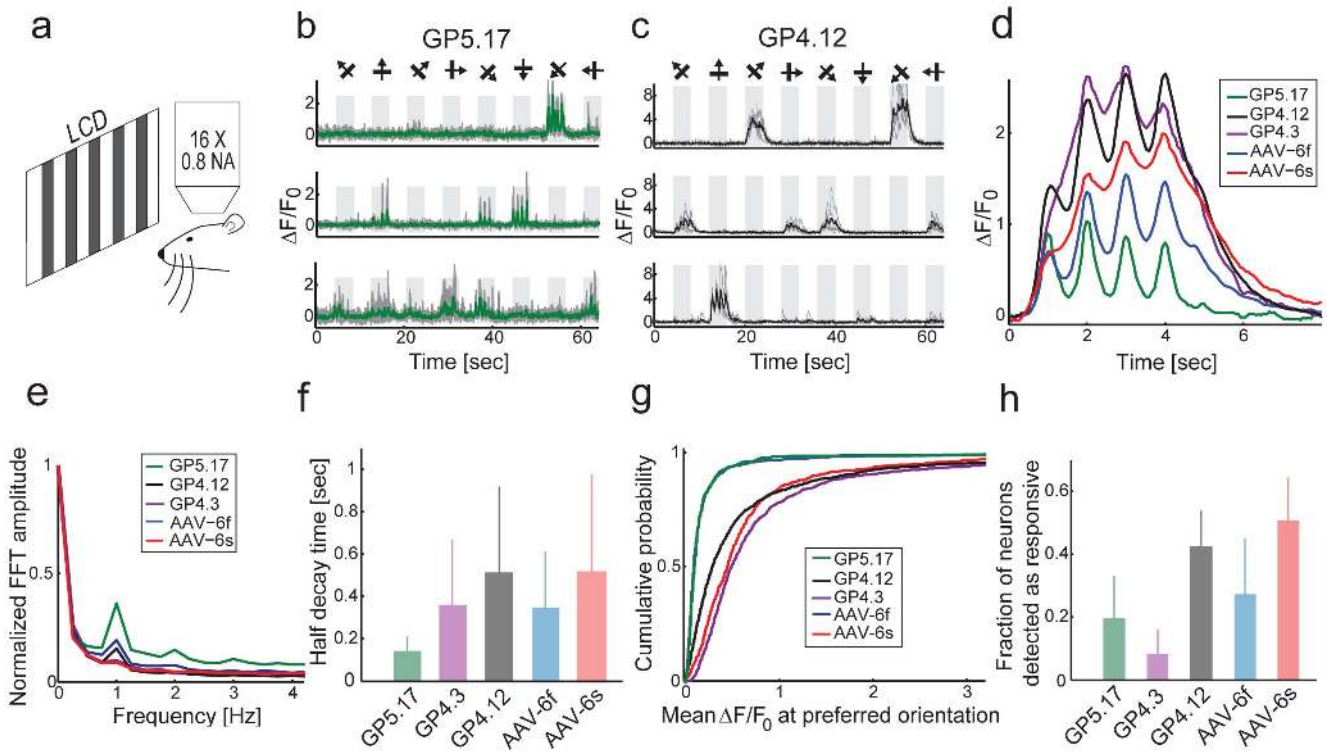 a
LCD
16 X
0.8 NA
b
GP5.17
2
0
2
0
2
0
ΔF/F0
20
40
60
Time [sec]
c
GP4.12
8
4
0
8
4
0
8
4
0
ΔF/F0
0
20
40
60
Time [sec]
d
GP5.17
GP4.12
GP4.3
AAV-6f
AAV-6s
2
1
0
ΔF/F0
2
4
6
Time [sec]
e
1
0.5
0
Normalized FFT amplitude
GP5.17
GP4.12
GP4.3
AAV-6f
AAV-6s
0
1
2
3
4
Frequency [Hz]
f
1
0.8
0.6
0.4
0.2
0
Half decay time [sec]
GP5.17
GP4.3
GP4.12
AAV-6f
AAV-6s
g
1
0.5
0
Cumulative probability
GP5.17
GP4.12
GP4.3
AAV-6f
AAV-6s
0
1
2
3
Mean ΔF/F0 at preferred orientation
h
0.6
0.4
0.2
0
Fraction of neurons
detected as responsive
GP5.17
GP4.3
GP4.12
AAV-6f
AAV-6s